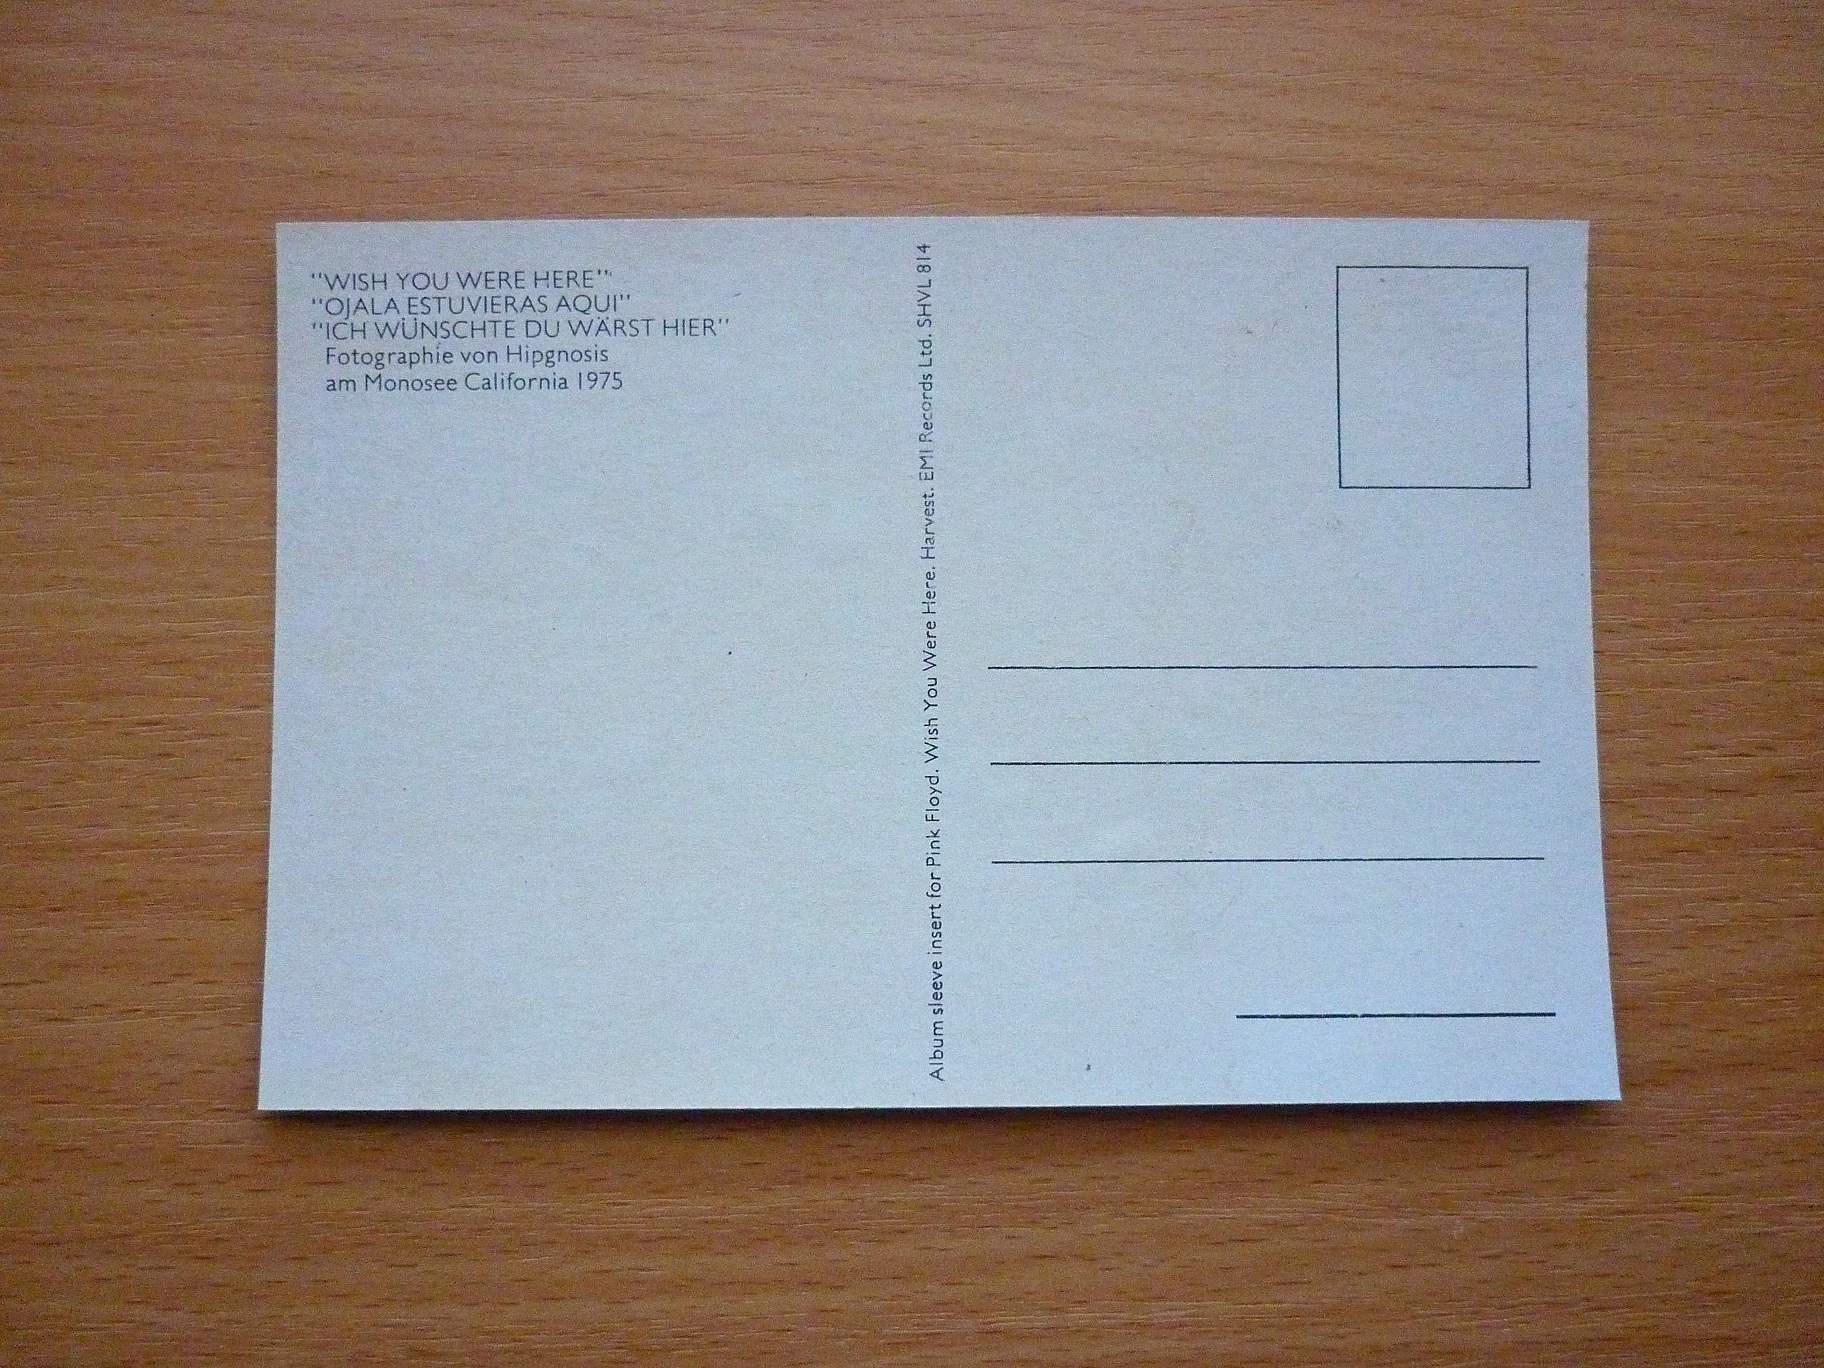 "WISH YOU WERE HERE"
"OJALA ESTUVIERAS AQUI"
"ICH WÜNSCHTE DU WÄRST HIER"
Fotographie von Hipgnosis
am Monosee California 1975
Album sleeve insert for Pink Floyd. Wish You Were Here. Harvest. EMI Records Ltd. SHVL 814